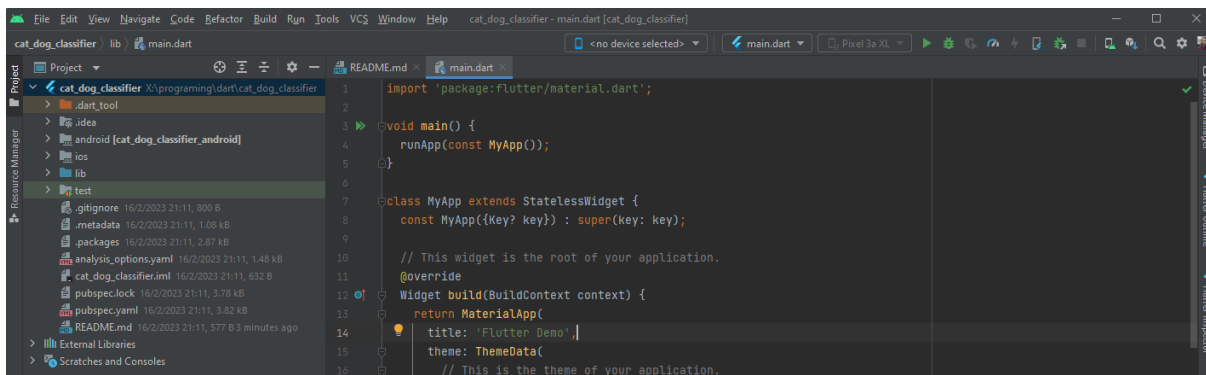 File Edit View Navigate Code Refactor Build Run Tools VCS Window Help cat_dog_classifier - main.dart [cat_dog_classifier]
cat_dog_classifier lib main.dart <no device selected> main.dart Pixel 3a XL
Project README.md main.dart
Project
Resource Manager
cat_dog_classifier X:\programing\dart\cat_dog_classifier
.dart_tool
.idea
android [cat_dog_classifier_android]
ios
lib
test
.gitignore 16/2/2023 21:11, 800 B
.metadata 16/2/2023 21:11, 1.08 kB
.packages 16/2/2023 21:11, 2.87 kB
analysis_options.yaml 16/2/2023 21:11, 1.48 kB
cat_dog_classifier.iml 16/2/2023 21:11, 632 B
pubspec.lock 16/2/2023 21:11, 3.78 kB
pubspec.yaml 16/2/2023 21:11, 3.82 kB
README.md 16/2/2023 21:11, 577 B 3 minutes ago
External Libraries
Scratches and Consoles
1 import 'package:flutter/material.dart';
2
3 void main() {
4 runApp(const MyApp());
5 }
6
7 class MyApp extends StatelessWidget {
8 const MyApp({Key? key}) : super(key: key);
9
10 // This widget is the root of your application.
11 @override
12 Widget build(BuildContext context) {
13 return MaterialApp(
14 title: 'Flutter Demo',
15 theme: ThemeData(
16 // This is the theme of your application.